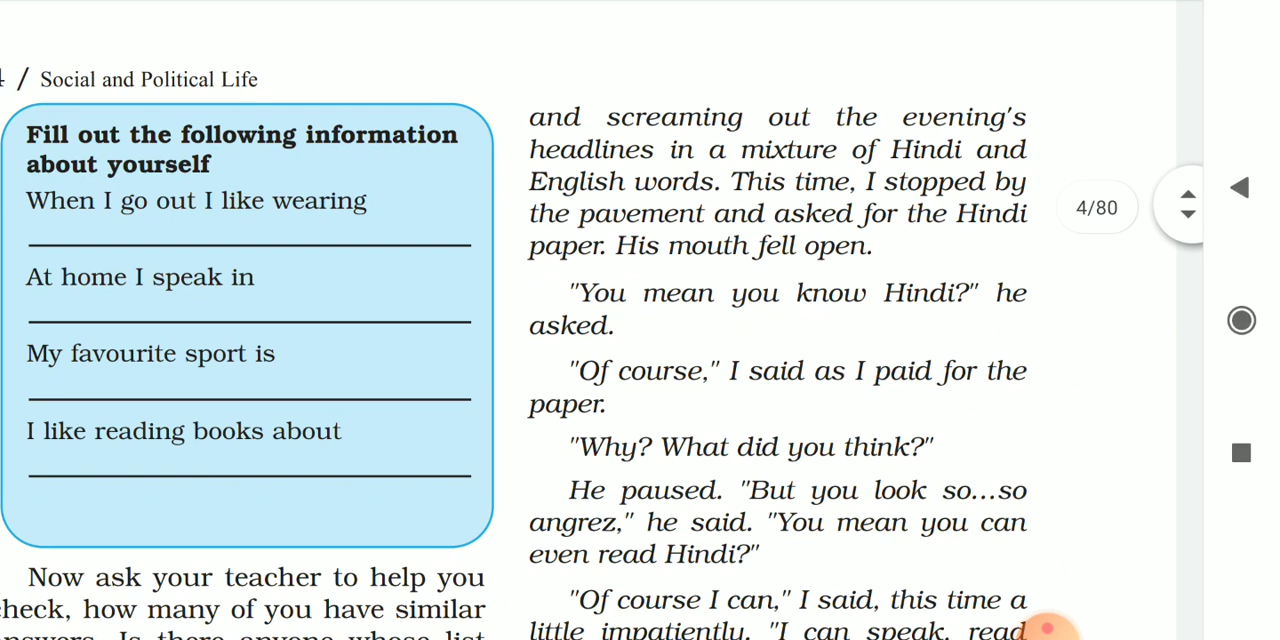 / Social and Political Life
Fill out the following information
about yourself
When I go out I like wearing
At home I speak in
My favourite sport is
I like reading books about
Now ask your teacher to help you
check, how many of you have similar
answers. Is there anyone whose list
and screaming out the evening's
headlines in a mixture of Hindi and
English words. This time, I stopped by
the pavement and asked for the Hindi
paper. His mouth fell open.
"You mean you know Hindi?" he
asked.
"Of course," I said as I paid for the
paper.
"Why? What did you think?"
He paused. "But you look so...so
angrez," he said. "You mean you can
even read Hindi?"
"Of course I can," I said, this time a
little impatiently. "I can speak, read
4/80